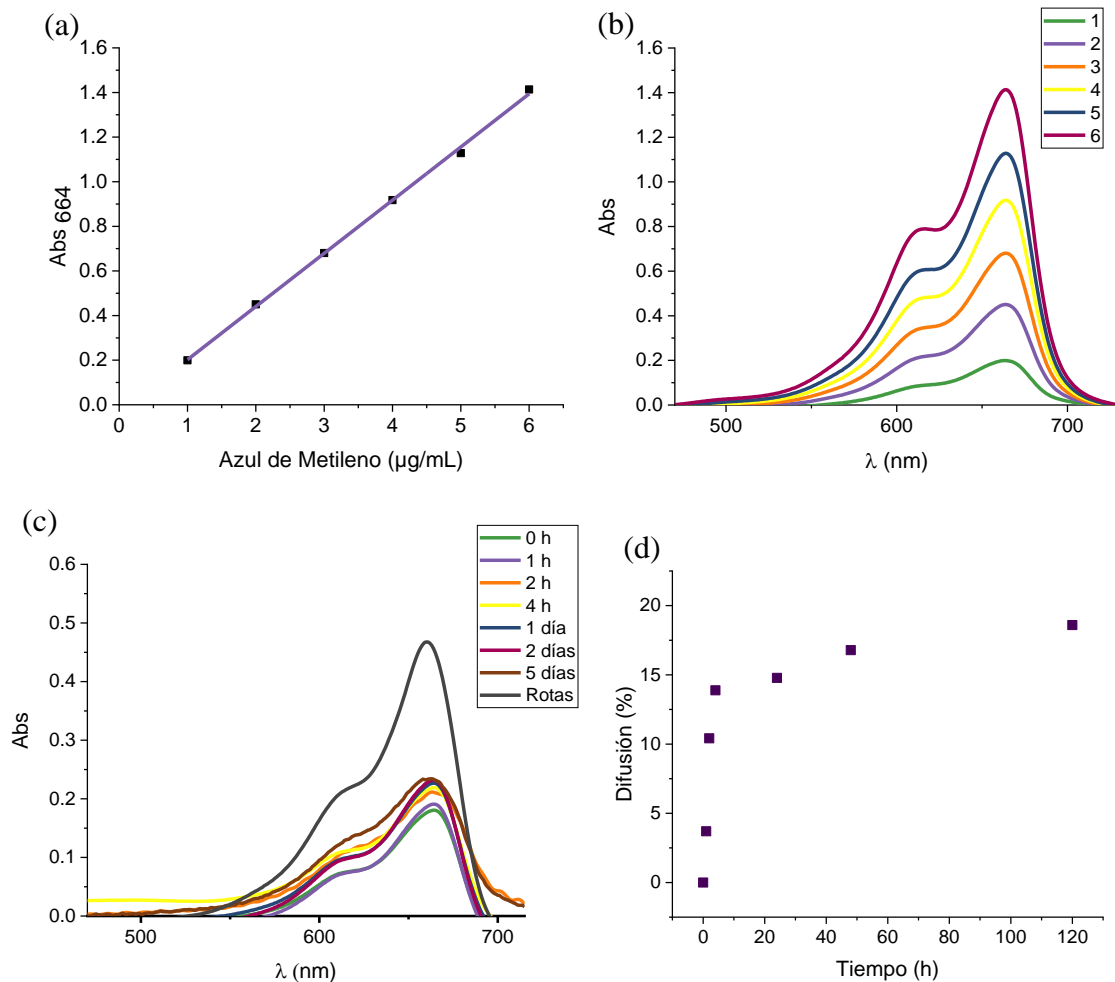 (a)
1.6
1.4
1.2
1.0
0.8
0.6
0.4
0.2
0.0
Abs 664
0 1 2 3 4 5 6
Azul de Metileno (µg/mL)
(b)
1
2
3
4
5
6
1.6
1.4
1.2
1.0
0.8
0.6
0.4
0.2
0.0
Abs
500 600 700
λ (nm)
(c)
0 h
1 h
2 h
4 h
1 día
2 días
5 días
Rotas
0.6
0.5
0.4
0.3
0.2
0.1
0.0
Abs
500 600 700
λ (nm)
(d)
20
15
10
5
0
Difusión (%)
0 20 40 60 80 100 120
Tiempo (h)